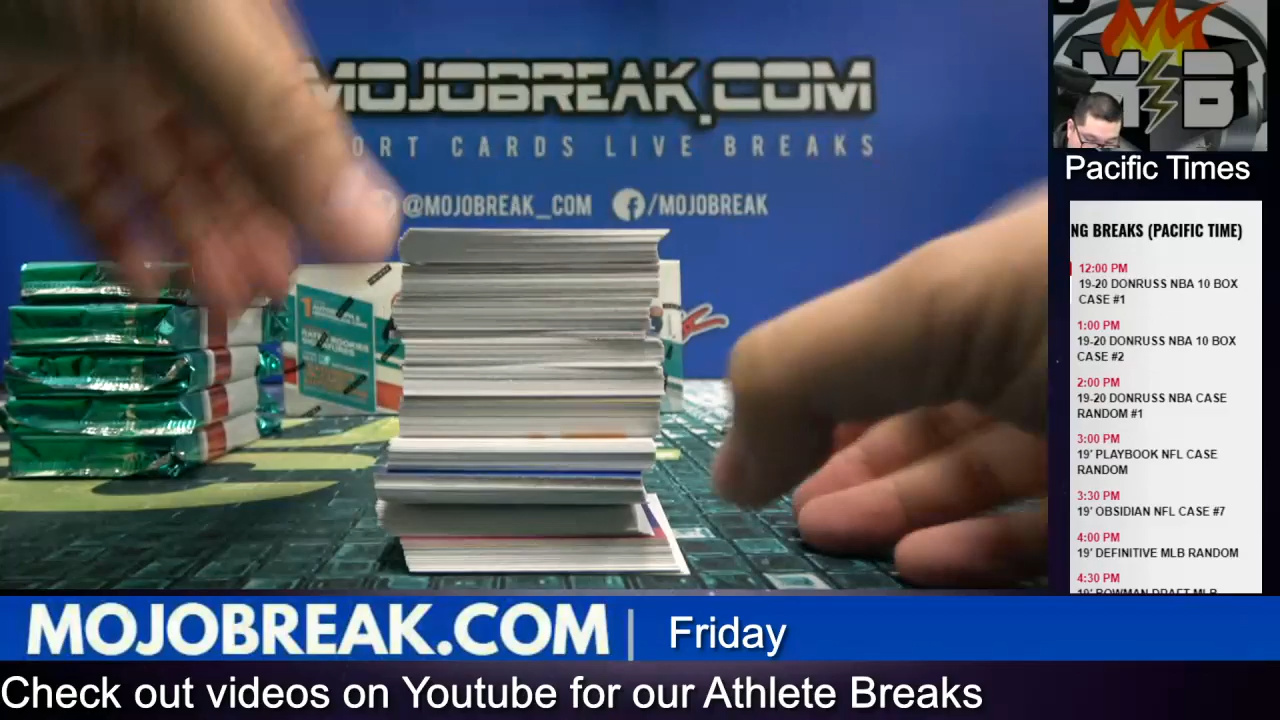 MOJOBREAK.COM
ORT CARDS LIVE BREAKS
@MOJOBREAK_COM
/MOJOBREAK
M B
Pacific Times
NG BREAKS (PACIFIC TIME)
12:00 PM
19-20 DONRUSS NBA 10 BOX
CASE #1
1:00 PM
19-20 DONRUSS NBA 10 BOX
CASE #2
2:00 PM
19-20 DONRUSS NBA CASE
RANDOM #1
3:00 PM
19' PLAYBOOK NFL CASE
RANDOM
3:30 PM
19' OBSIDIAN NFL CASE #7
4:00 PM
19' DEFINITIVE MLB RANDOM
4:30 PM
19' BOWMAN DRAFT MLB
MOJOBREAK.COM | Friday
Check out videos on Youtube for our Athlete Breaks